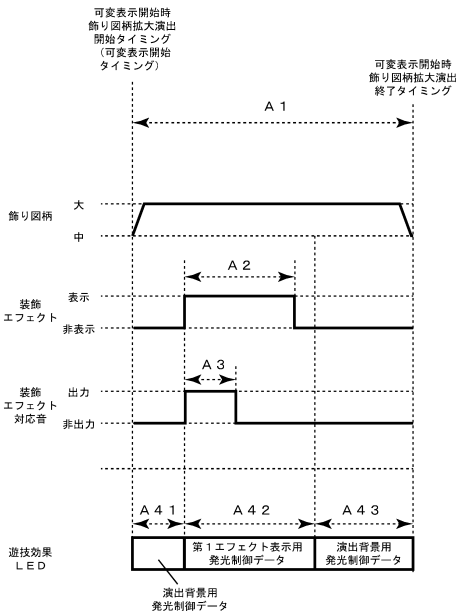 可変表示開始時
飾り図柄拡大演出
開始タイミング
（可変表示開始
タイミング）
可変表示開始時
飾り図柄拡大演出
終了タイミング
Ａ１
飾り図柄
大
中
Ａ２
装飾
エフェクト
表示
非表示
Ａ３
装飾
エフェクト
対応音
出力
非出力
Ａ４１
Ａ４２
Ａ４３
遊技効果
ＬＥＤ
第１エフェクト表示用
発光制御データ
演出背景用
発光制御データ
演出背景用
発光制御データ